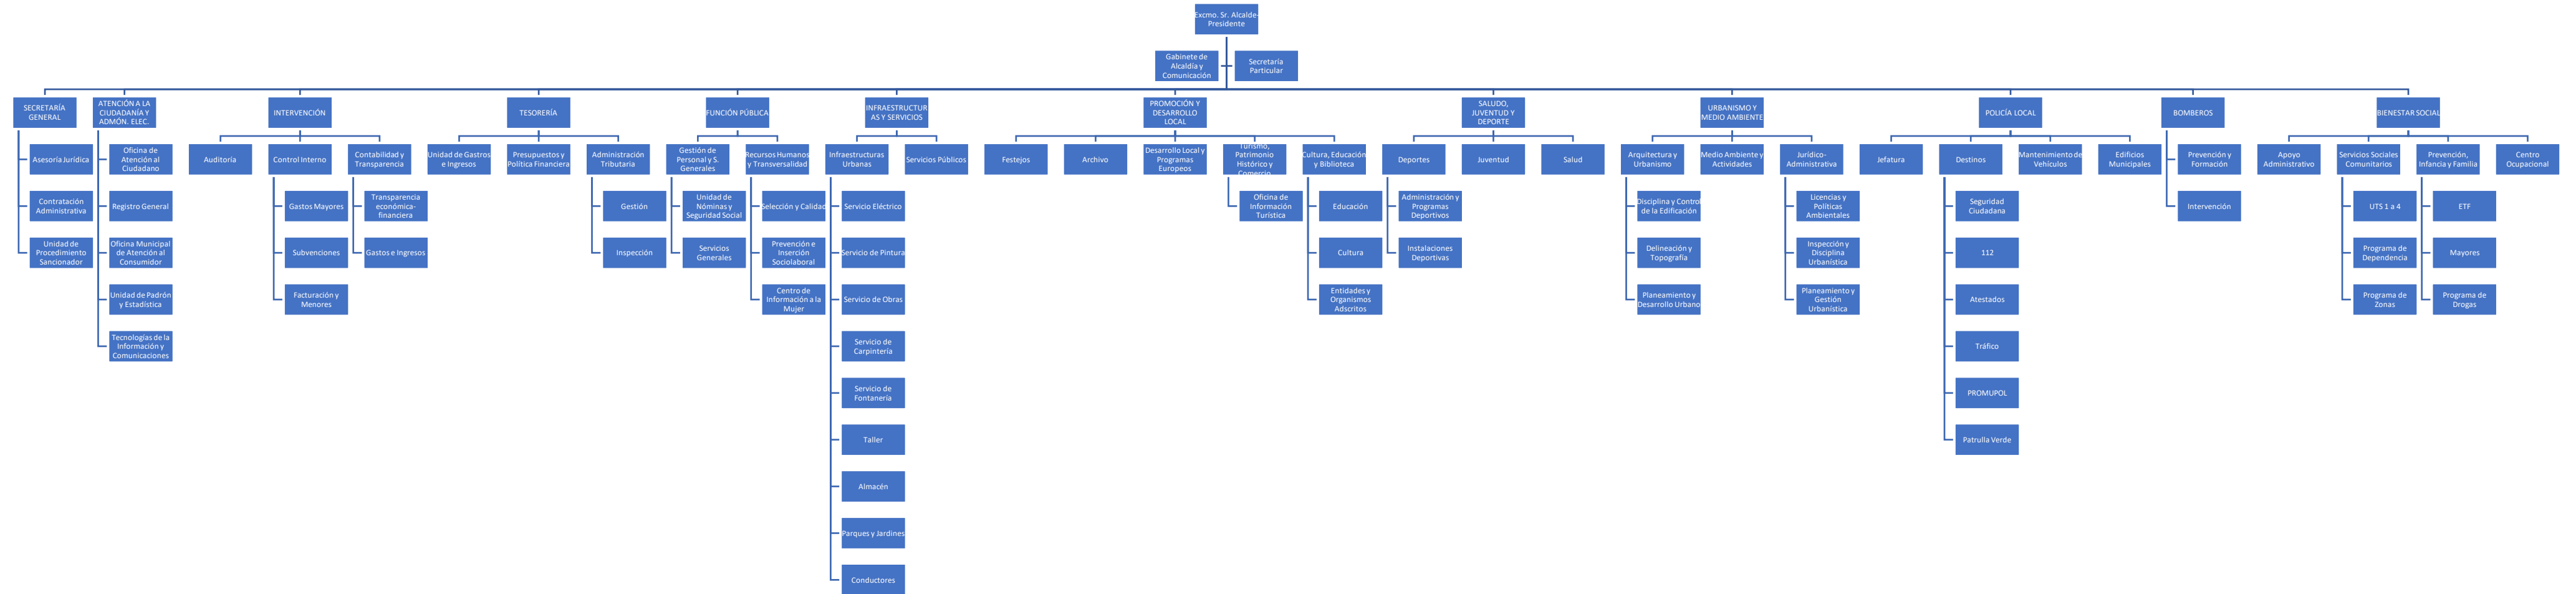 Excmo. Sr. Alcalde-
Presidente
Gabinete de
Alcaldía y
Comunicación
Secretaría
Particular
SECRETARÍA
GENERAL
Asesoría Jurídica
Contratación
Administrativa
Unidad de
Procedimiento
Sancionador
ATENCIÓN A LA
CIUDADANÍA Y
ADMÓN. ELEC.
Oficina de
Atención al
Ciudadano
Registro General
Oficina Municipal
de Atención al
Consumidor
Unidad de Padrón
y Estadística
Tecnologías de la
Información y
Comunicaciones
INTERVENCIÓN
Auditoría
Control Interno
Gastos Mayores
Subvenciones
Facturación y
Menores
Contabilidad y
Transparencia
Transparencia
económica-
financiera
Gastos e Ingresos
TESORERÍA
Unidad de Gastros
e Ingresos
Presupuestos y
Política Financiera
Administración
Tributaria
Gestión
Inspección
FUNCIÓN PÚBLICA
Gestión de
Personal y S.
Generales
Unidad de
Nóminas y
Seguridad Social
Servicios
Generales
Recursos Humanos
y Transversalidad
Selección y Calidad
Prevención e
Inserción
Sociolaboral
Centro de
Información a la
Mujer
INFRAESTRUCTUR
AS Y SERVICIOS
Infraestructuras
Urbanas
Servicio Eléctrico
Servicio de Pintura
Servicio de Obras
Servicio de
Carpintería
Servicio de
Fontanería
Taller
Almacén
Parques y Jardines
Conductores
Servicios Públicos
PROMOCIÓN Y
DESARROLLO
LOCAL
Festejos
Archivo
Desarrollo Local y
Programas
Europeos
Turismo,
Patrimonio
Histórico y
Comercio
Oficina de
Información
Turística
Cultura, Educación
y Biblioteca
Educación
Cultura
Entidades y
Organismos
Adscritos
SALUDO,
JUVENTUD Y
DEPORTE
Deportes
Administración y
Programas
Deportivos
Instalaciones
Deportivas
Juventud
Salud
URBANISMO Y
MEDIO AMBIENTE
Arquitectura y
Urbanismo
Disciplina y Control
de la Edificación
Delineación y
Topografía
Planeamiento y
Desarrollo Urbano
Medio Ambiente y
Actividades
Jurídico-
Administrativa
Licencias y
Políticas
Ambientales
Inspección y
Disciplina
Urbanística
Planeamiento y
Gestión
Urbanística
POLICÍA LOCAL
Jefatura
Destinos
Seguridad
Ciudadana
112
Atestados
Tráfico
PROMUPOL
Patrulla Verde
Mantenimiento de
Vehículos
Edificios
Municipales
BOMBEROS
Prevención y
Formación
Intervención
BIENESTAR SOCIAL
Apoyo
Administrativo
Servicios Sociales
Comunitarios
UTS 1 a 4
Programa de
Dependencia
Programa de
Zonas
Prevención,
Infancia y Familia
ETF
Mayores
Programa de
Drogas
Centro
Ocupacional